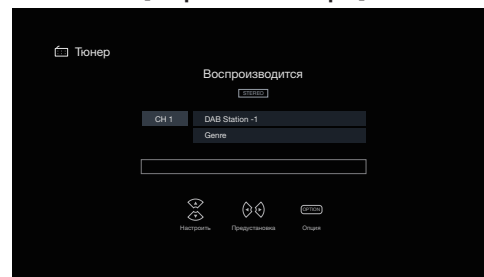 Тюнер
Воспроизводится
STEREO
CH 1
DAB Station -1
Genre
OPTION
Настроить
Предустановка
Опция